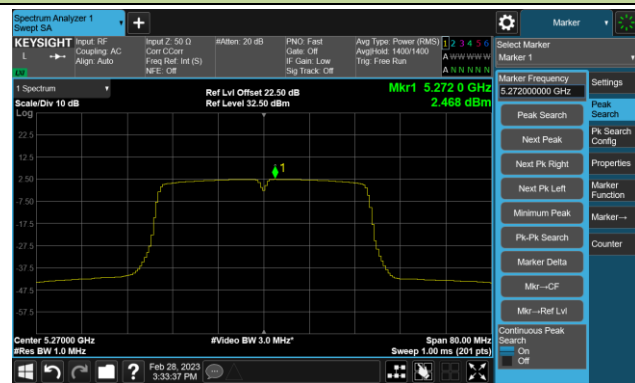 Spectrum Analyzer 1
Swept SA
+
Marker
KEYSIGHT
L
LW
Input: RF
Coupling: AC
Align: Auto
Input Z: 50 Ω
Corr CCorr
Freq Ref: Int (S)
NFE: Off
#Atten: 20 dB
PNO: Fast
Gate: Off
IF Gain: Low
Sig Track: Off
Avg Type: Power (RMS)
Avg|Hold: 1400/1400
Trig: Free Run
1 2 3 4 5 6
A W W W W W
A N N N N N
Select Marker
Marker 1
1 Spectrum
Scale/Div 10 dB
Log
Ref Lvl Offset 22.50 dB
Ref Level 32.50 dBm
Mkr1 5.272 0 GHz
2.468 dBm
22.5
12.5
2.50
-7.50
-17.5
-27.5
-37.5
-47.5
-57.5
1
Center 5.27000 GHz
#Res BW 1.0 MHz
#Video BW 3.0 MHz*
Span 80.00 MHz
Sweep 1.00 ms (201 pts)
Marker Frequency
5.272000000 GHz
Peak Search
Next Peak
Next Pk Right
Next Pk Left
Minimum Peak
Pk-Pk Search
Marker Delta
Mkr→CF
Mkr→Ref Lvl
Continuous Peak
Search
On
Off
Settings
Peak
Search
Pk Search
Config
Properties
Marker
Function
Marker→
Counter
?
Feb 28, 2023
3:33:37 PM